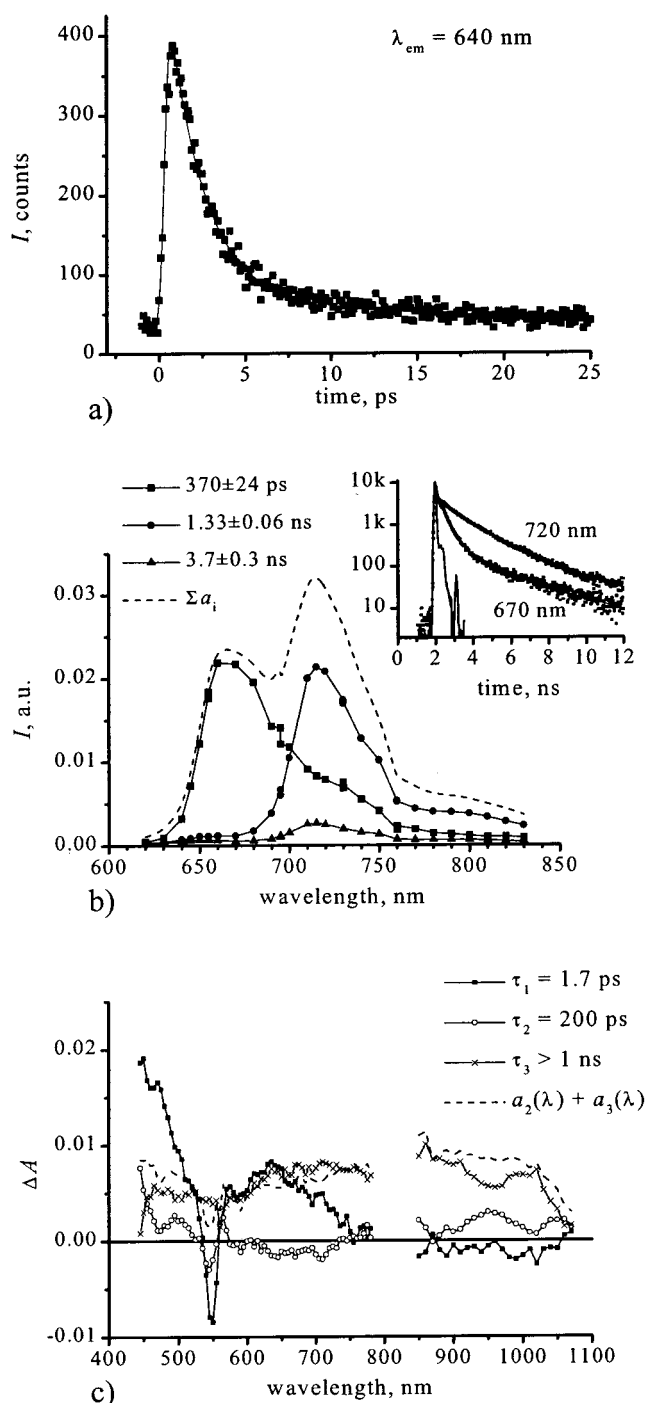 400
300
200
100
0
I, counts
λem = 640 nm
0
5
10
15
20
25
time, ps
a)
370±24 ps
1.33±0.06 ns
3.7±0.3 ns
Σai
0.03
0.02
0.01
0.00
I, a.u.
10k
1k
100
10
720 nm
670 nm
0
2
4
6
8
10
12
time, ns
600
650
700
750
800
850
wavelength, nm
b)
τ1 = 1.7 ps
τ2 = 200 ps
τ3 > 1 ns
a2(λ) + a3(λ)
0.02
0.01
0.00
-0.01
ΔA
400
500
600
700
800
900
1000
1100
wavelength, nm
c)